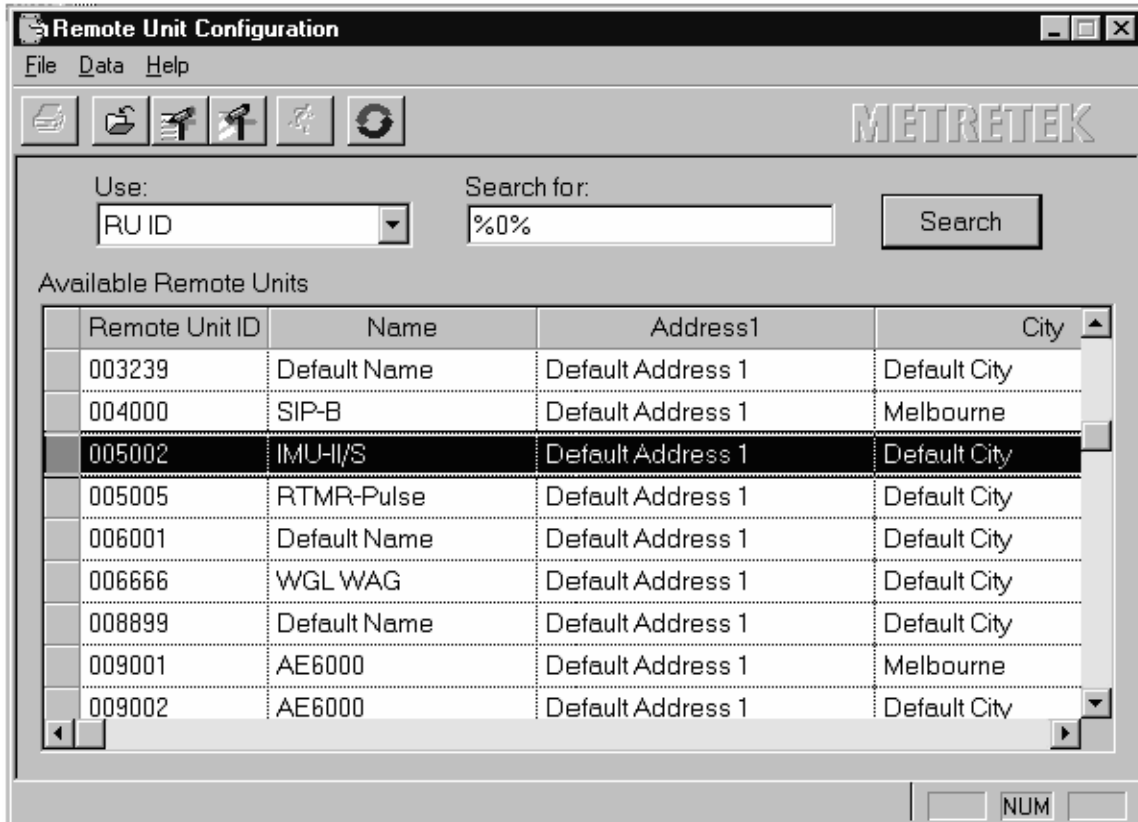 Remote Unit Configuration
File Data Help
METRETEK
Use: Search for:
RU ID %0% Search
Available Remote Units
Remote Unit ID Name Address1 City
003239 Default Name Default Address 1 Default City
004000 SIP-B Default Address 1 Melbourne
005002 IMU-II/S Default Address 1 Default City
005005 RTMR-Pulse Default Address 1 Default City
006001 Default Name Default Address 1 Default City
006666 WGL WAG Default Address 1 Default City
008899 Default Name Default Address 1 Default City
009001 AE6000 Default Address 1 Melbourne
009002 AE6000 Default Address 1 Default City
NUM